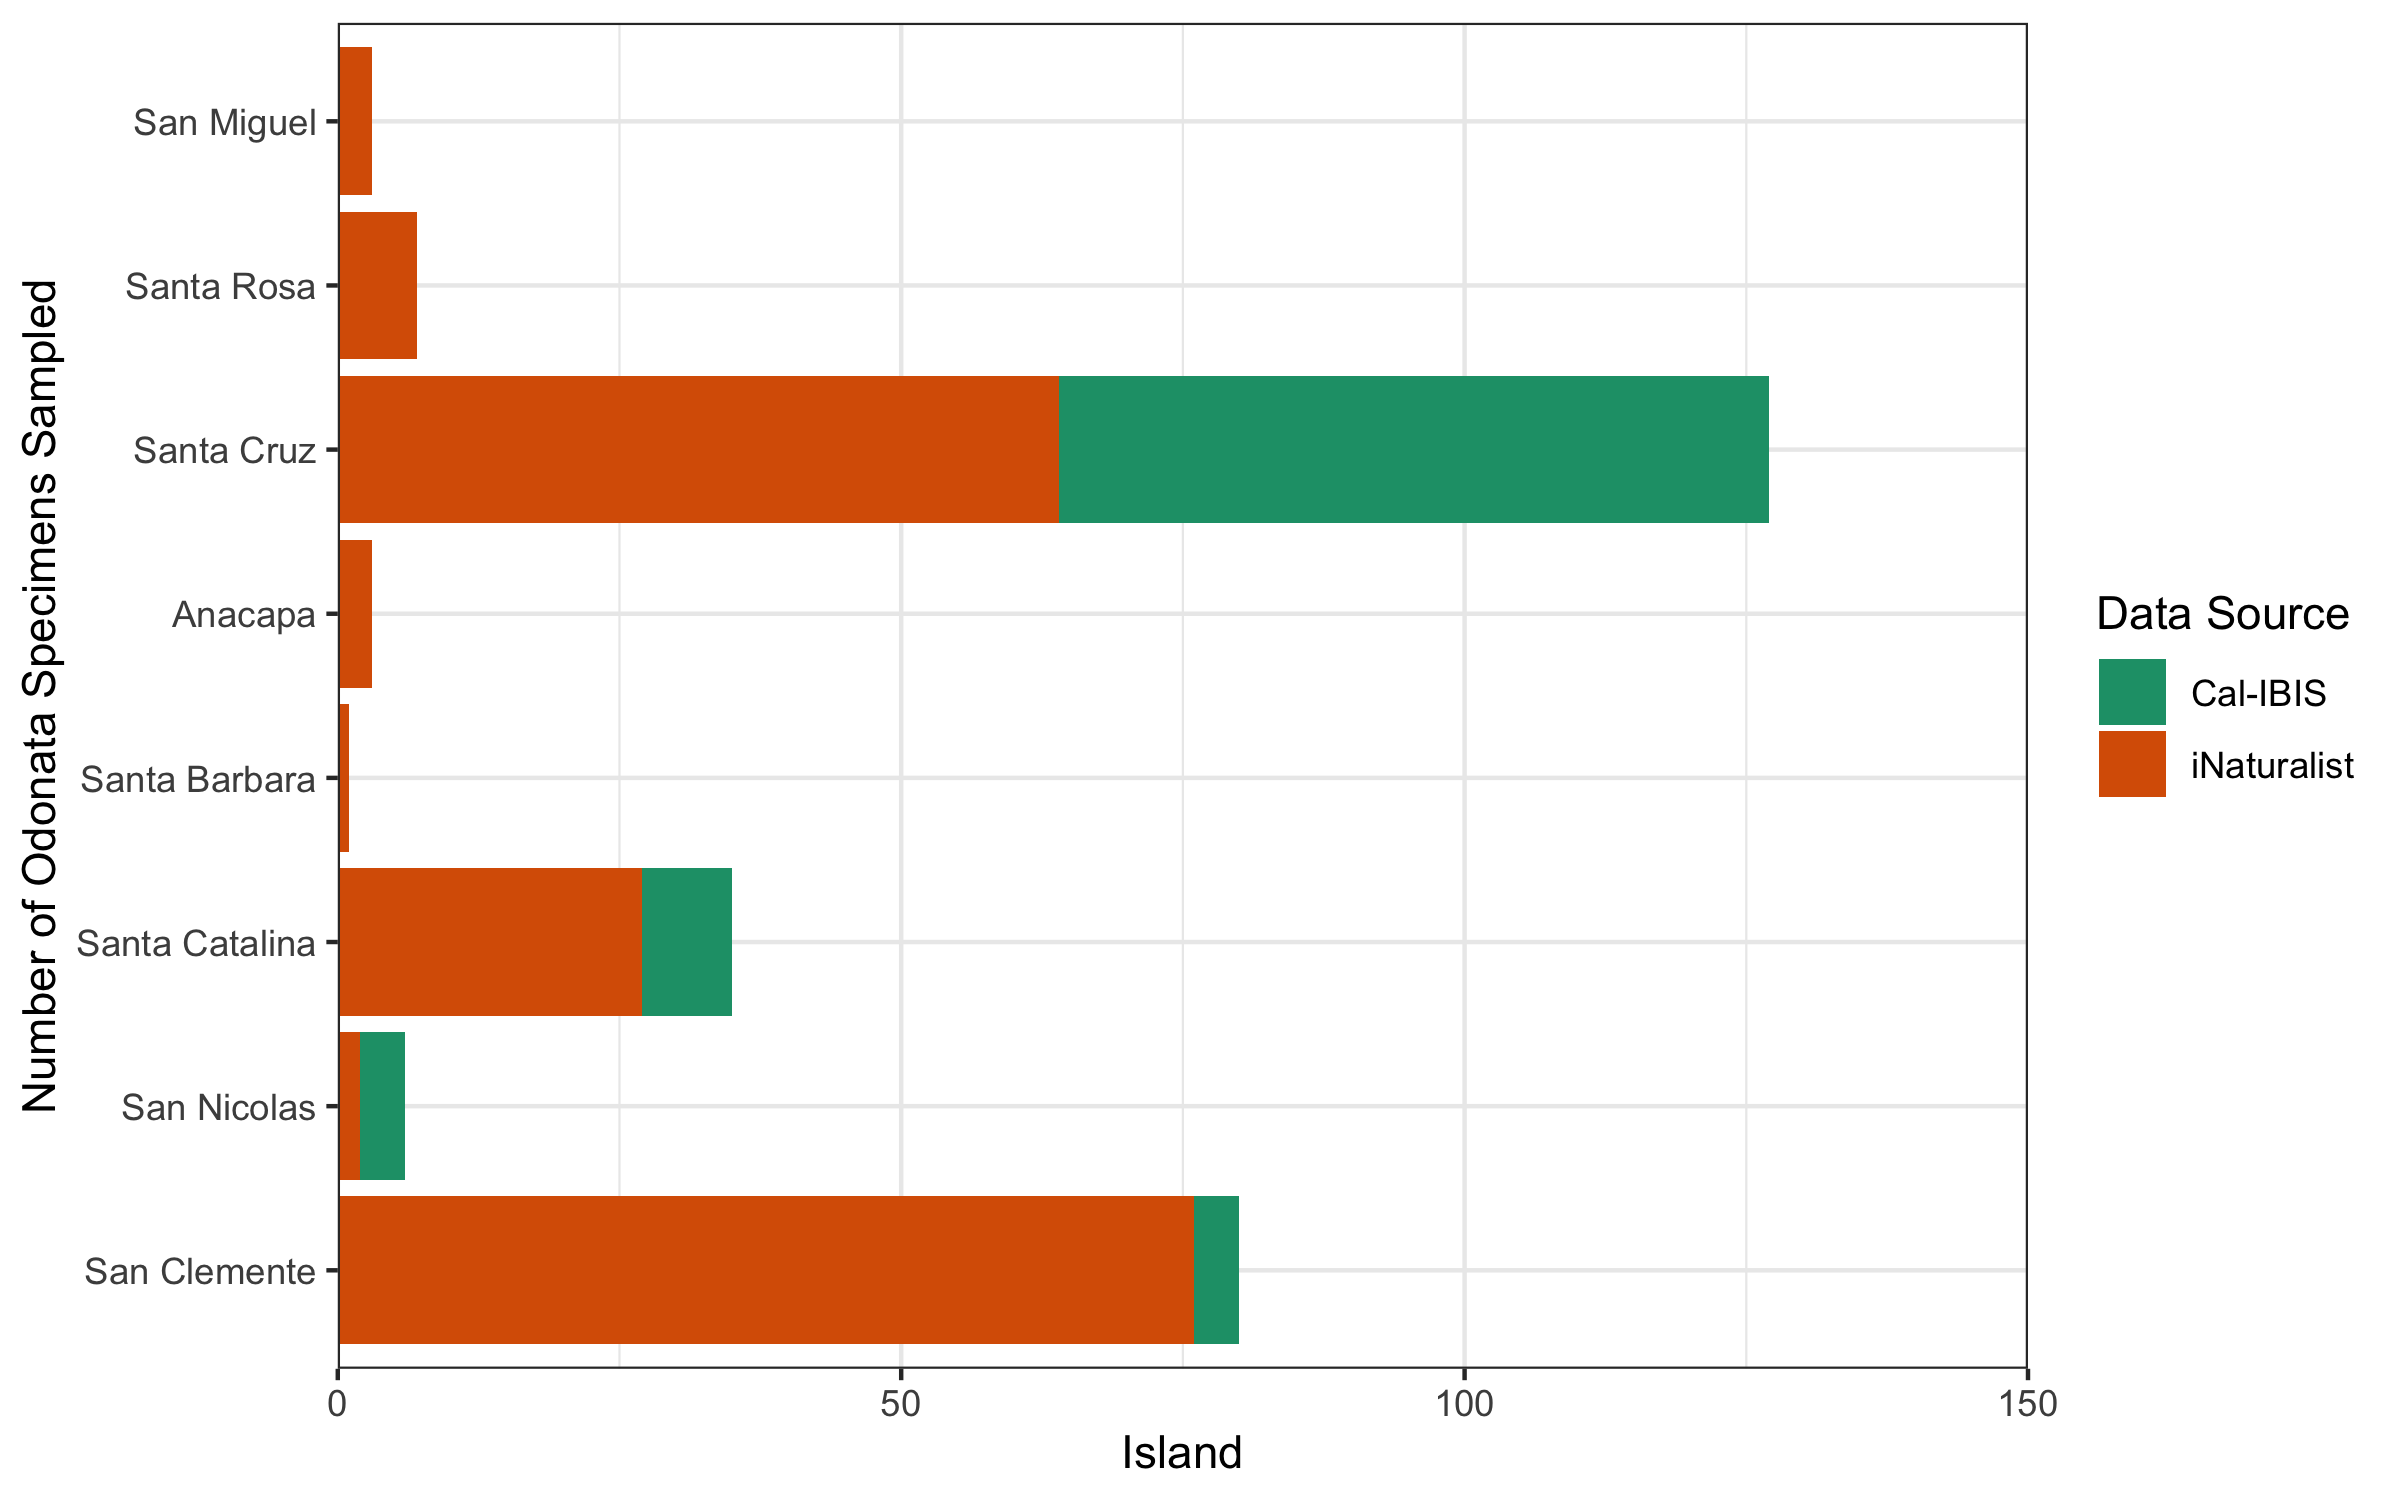 Number of Odonata Specimens Sampled
San Miguel
Santa Rosa
Santa Cruz
Anacapa
Santa Barbara
Santa Catalina
San Nicolas
San Clemente
0 50 100 150
Island
Data Source
Cal-IBIS
iNaturalist